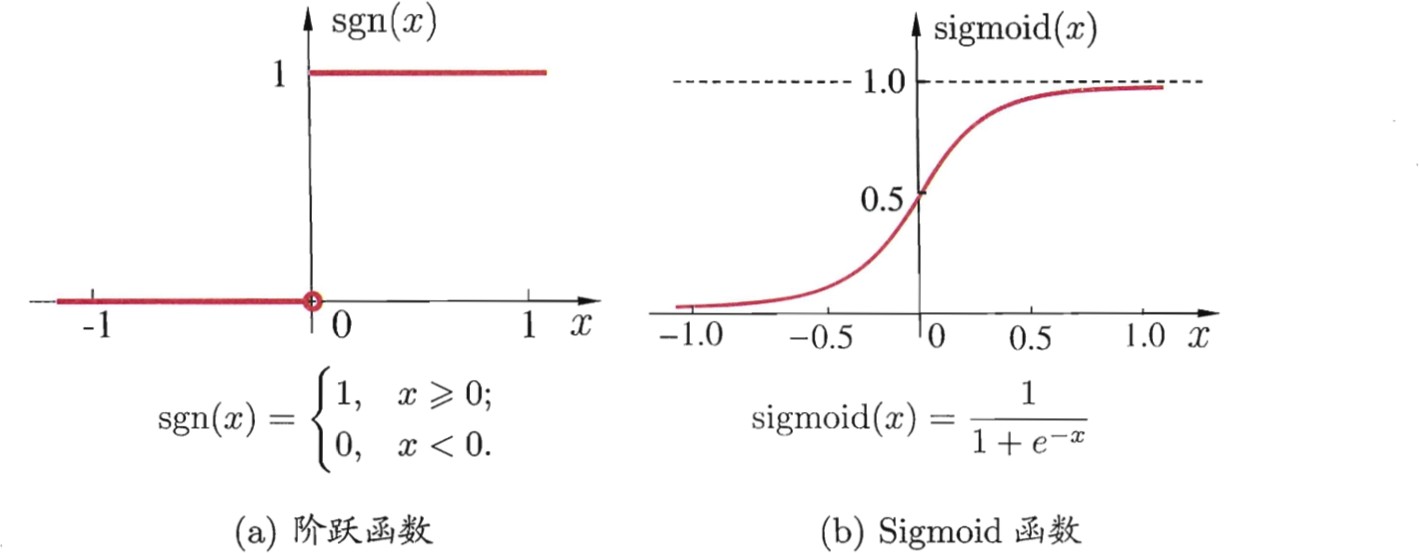 sgn(x)
1
-1
0
1
x
sgn(x) = { 1, x ⩾ 0;
0, x < 0.
(a) 阶跃函数
sigmoid(x)
1.0
0.5
−1.0
−0.5
0
0.5
1.0
x
sigmoid(x) = 1 / (1 + e^{−x})
(b) Sigmoid 函数